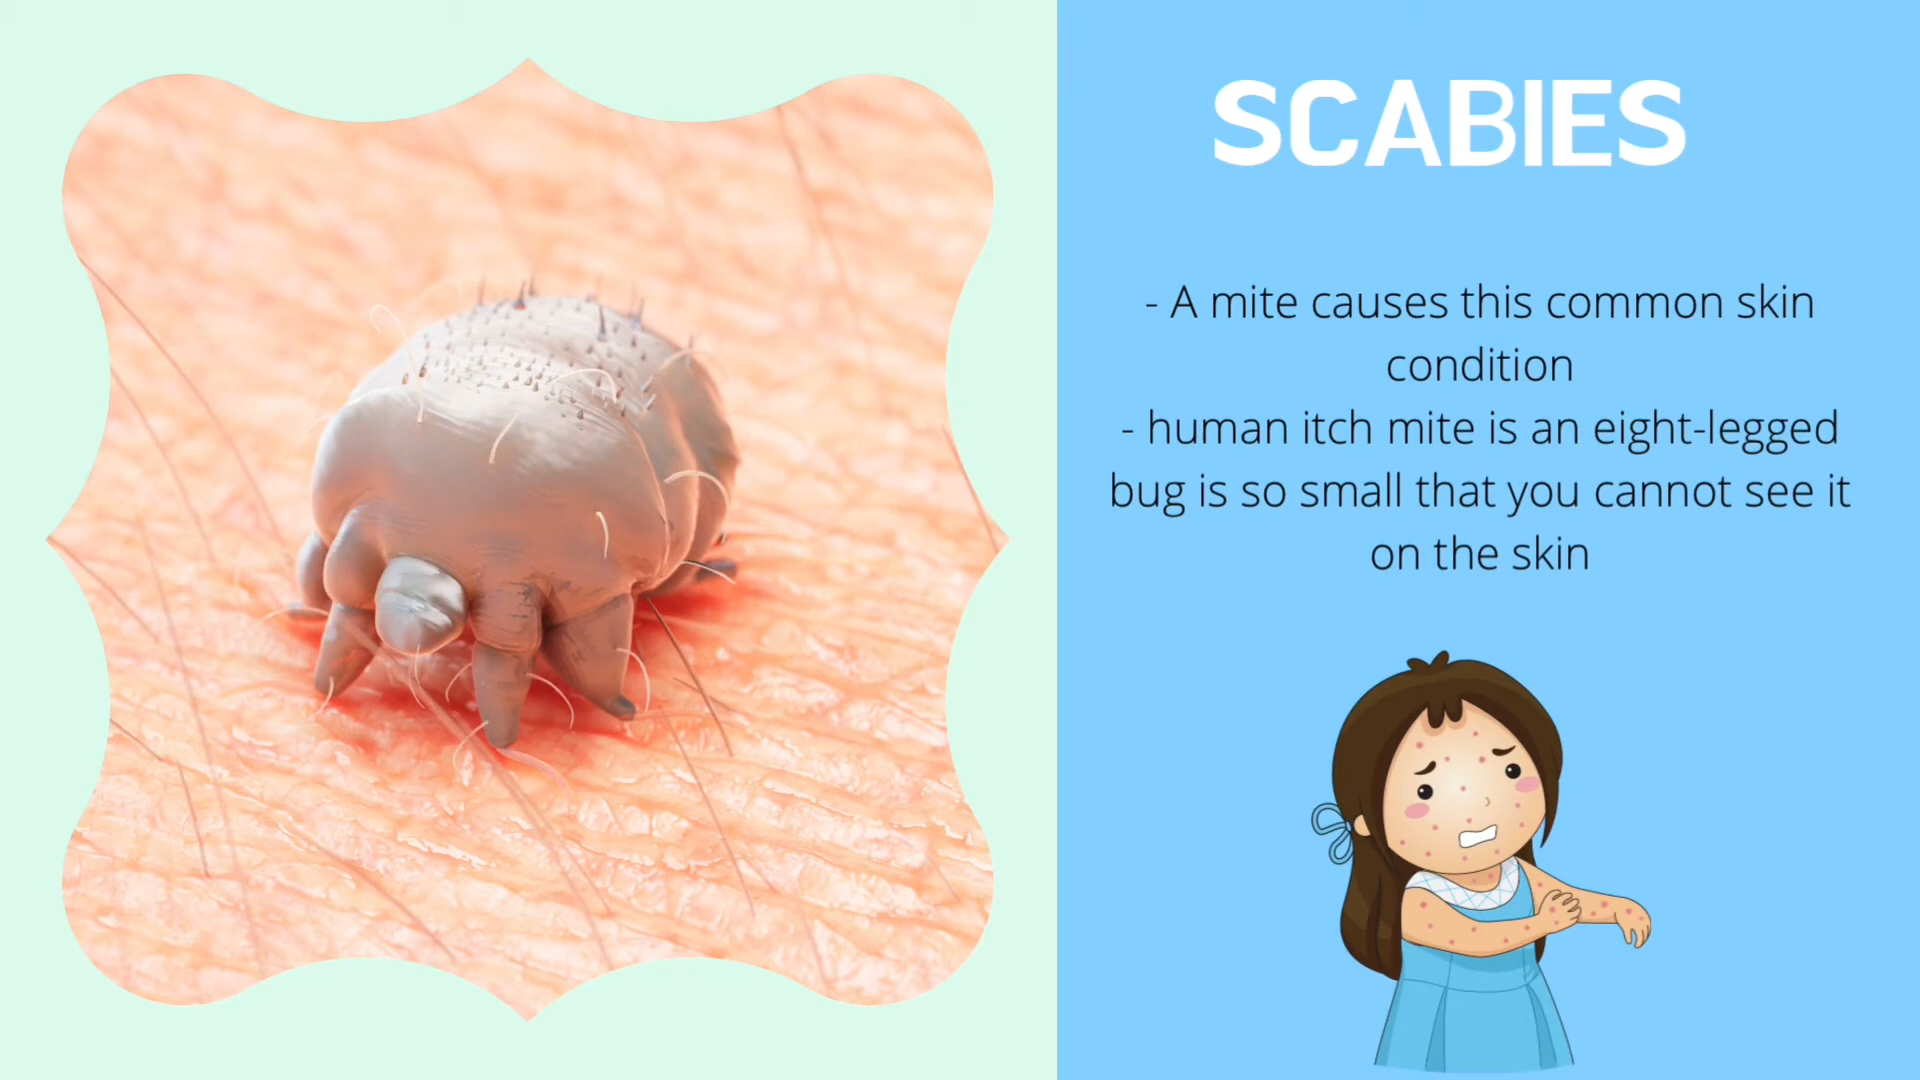 SCABIES
- A mite causes this common skin
condition
- human itch mite is an eight-legged
bug is so small that you cannot see it
on the skin